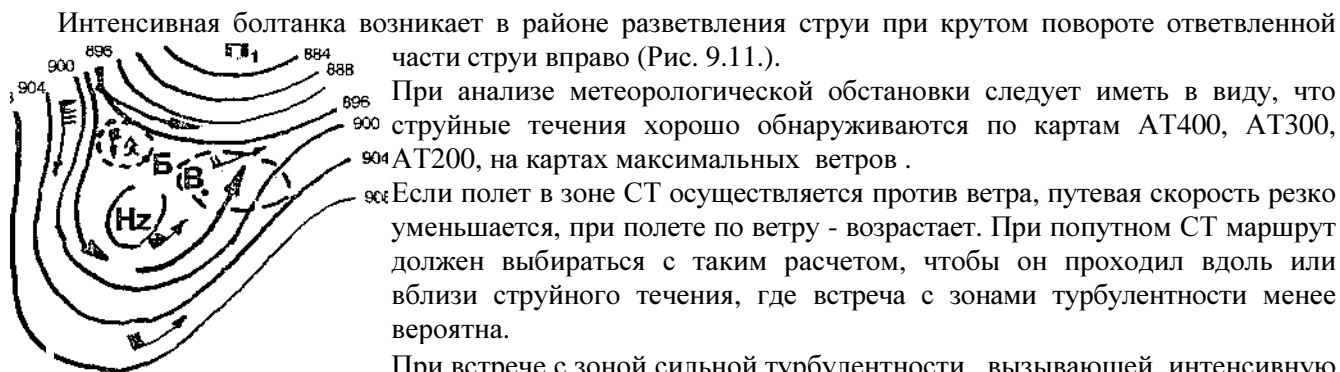 Интенсивная болтанка возникает в районе разветвления струи при крутом повороте ответвленной
части струи вправо (Рис. 9.11.).
При анализе метеорологической обстановки следует иметь в виду, что
струйные течения хорошо обнаруживаются по картам АТ400, АТ300,
АТ200, на картах максимальных ветров .
Если полет в зоне СТ осуществляется против ветра, путевая скорость резко
уменьшается, при полете по ветру - возрастает. При попутном СТ маршрут
должен выбираться с таким расчетом, чтобы он проходил вдоль или
вблизи струйного течения, где встреча с зонами турбулентности менее
вероятна.
При встрече с зоной сильной турбулентности , вызывающей интенсивную
896
884
900
888
904
896
900
904
Б
В
Hz